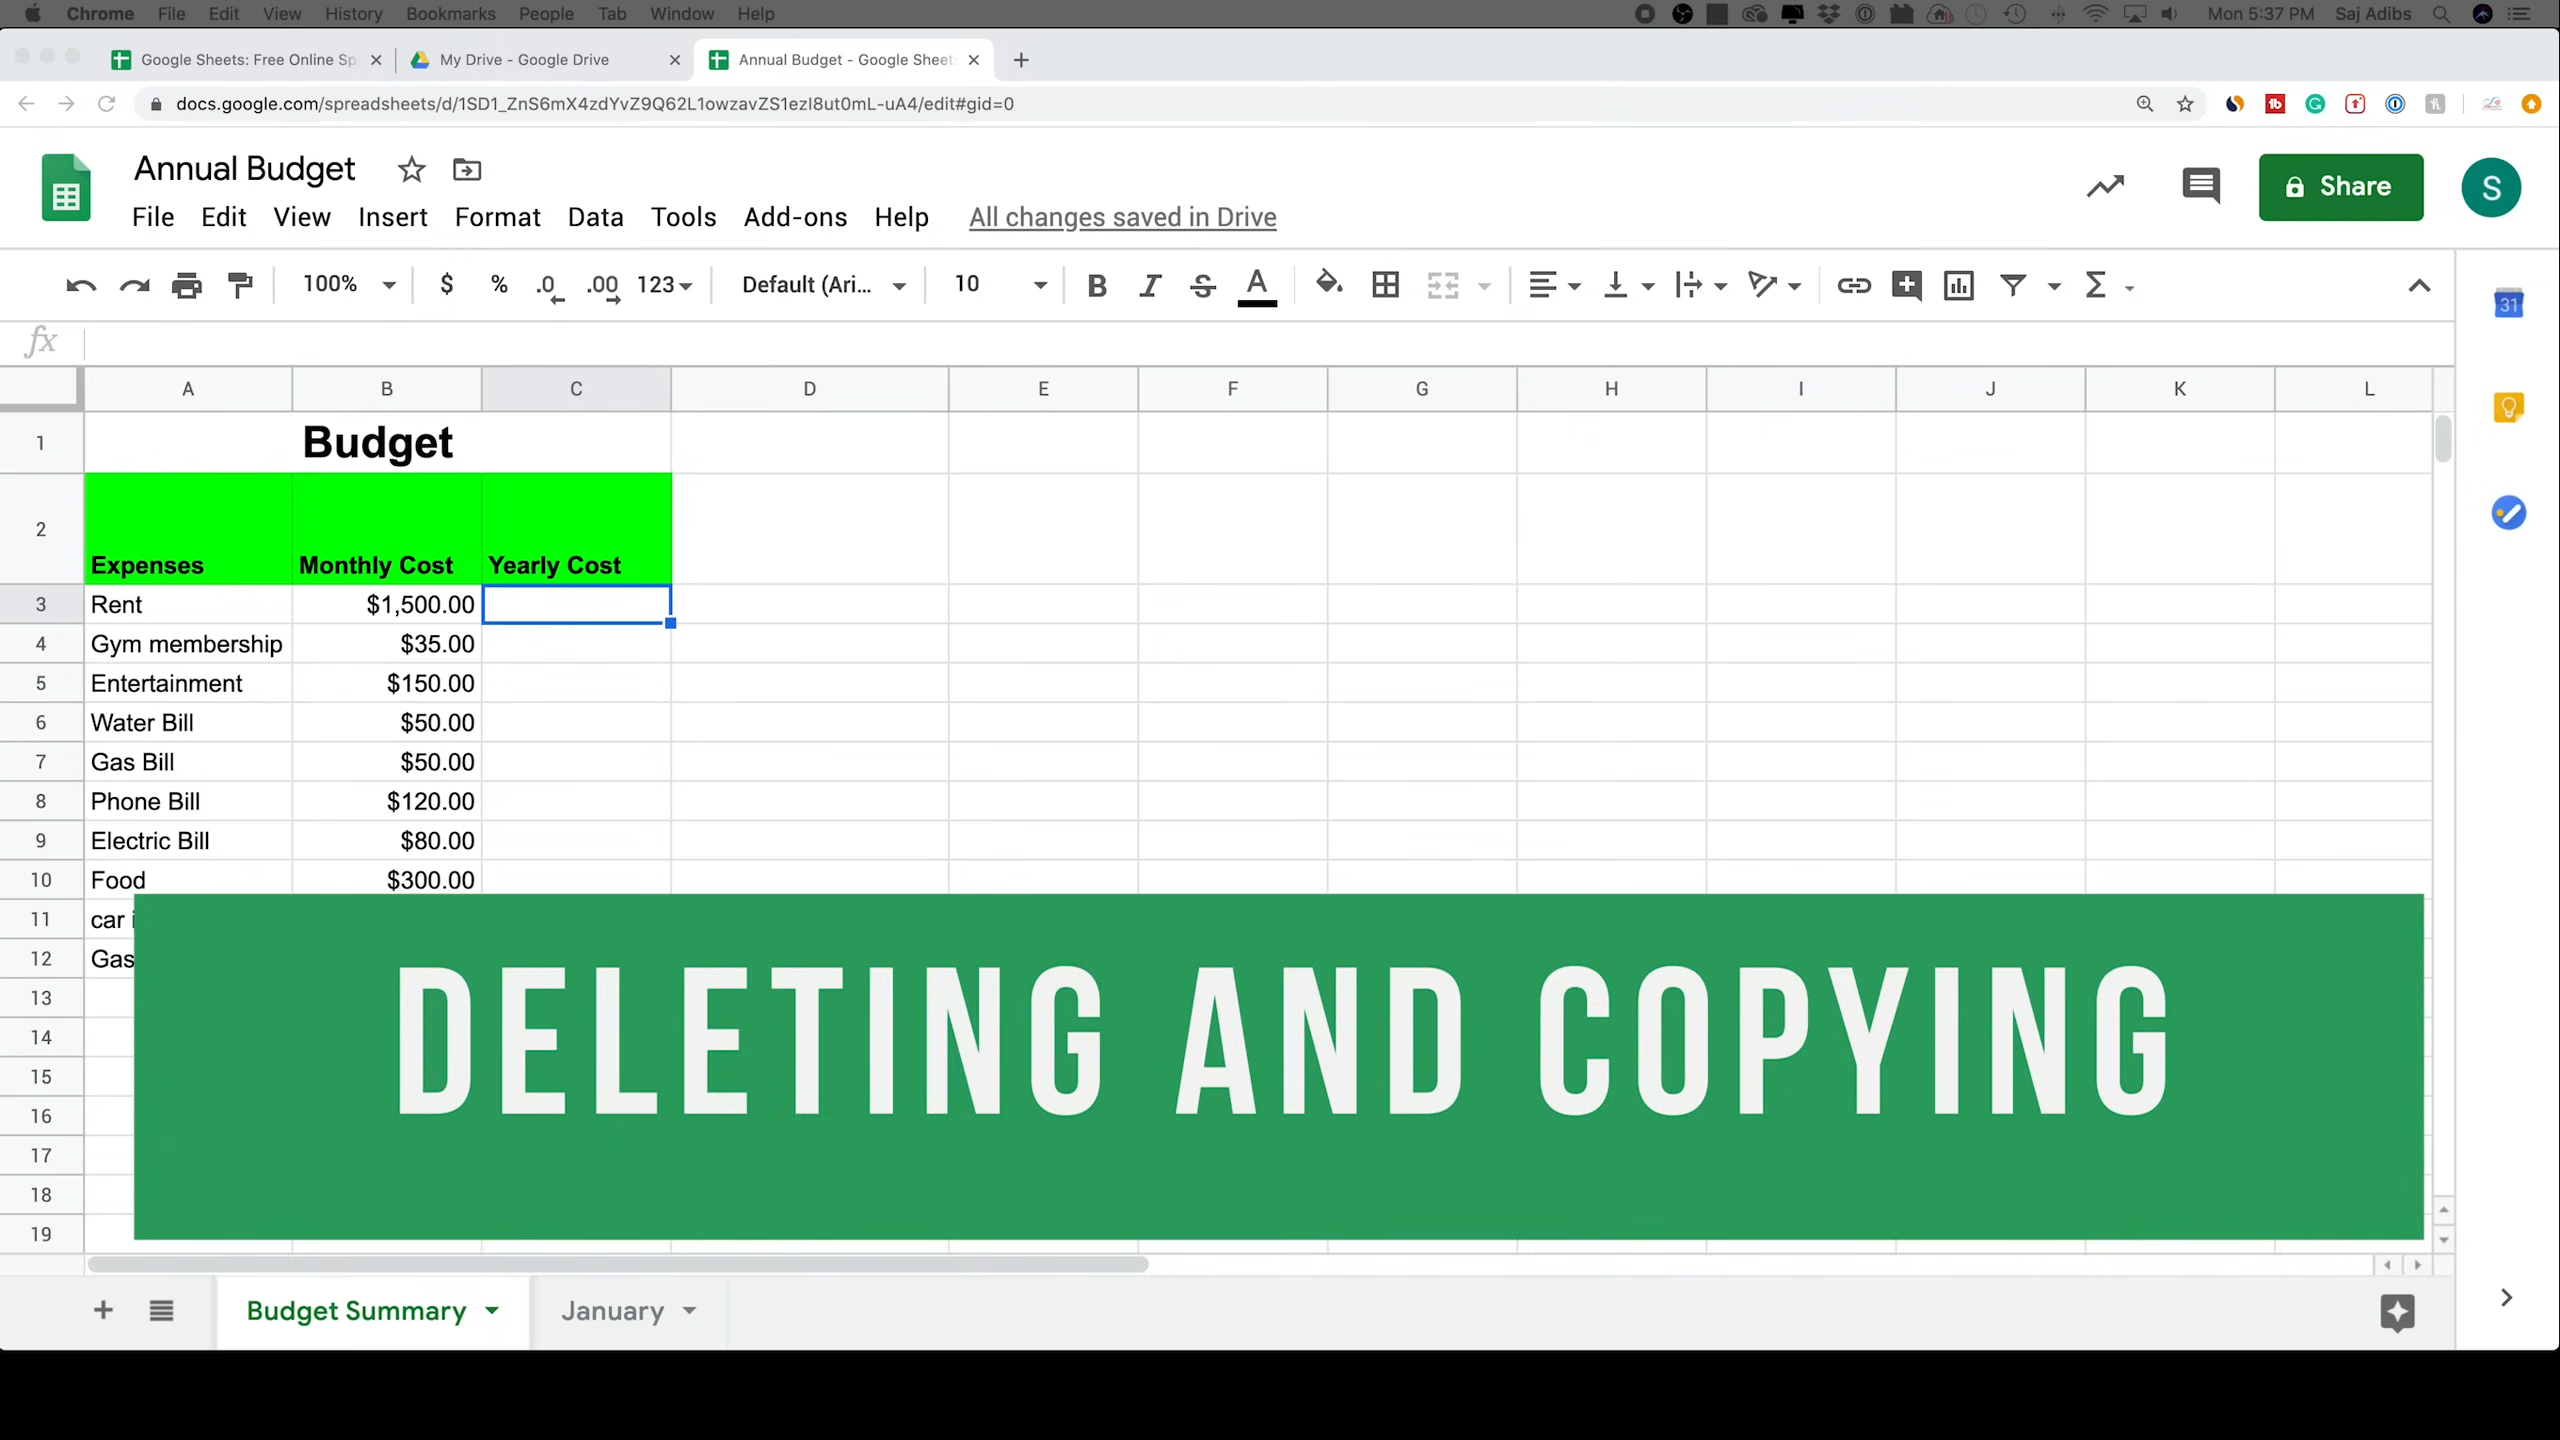 Chrome File Edit View History Bookmarks People Tab Window Help Mon 5:37 PM Saj Adibs
Google Sheets: Free Online Sp My Drive - Google Drive Annual Budget - Google Sheet
docs.google.com/spreadsheets/d/1SD1_ZnS6mX4zdYvZ9Q62L1owzavZS1ezI8ut0mL-uA4/edit#gid=0
Annual Budget
Share
S
File Edit View Insert Format Data Tools Add-ons Help All changes saved in Drive
100% $ % .0 .00 123 Default (Ari... 10 B I S A Σ
31
fx
A B C D E F G H I J K L
1 Budget
2 Expenses Monthly Cost Yearly Cost
3 Rent $1,500.00
4 Gym membership $35.00
5 Entertainment $150.00
6 Water Bill $50.00
7 Gas Bill $50.00
8 Phone Bill $120.00
9 Electric Bill $80.00
10 Food $300.00
11 car
12 Gas
13
14
15
16
17
18
19
DELETING AND COPYING
Budget Summary January